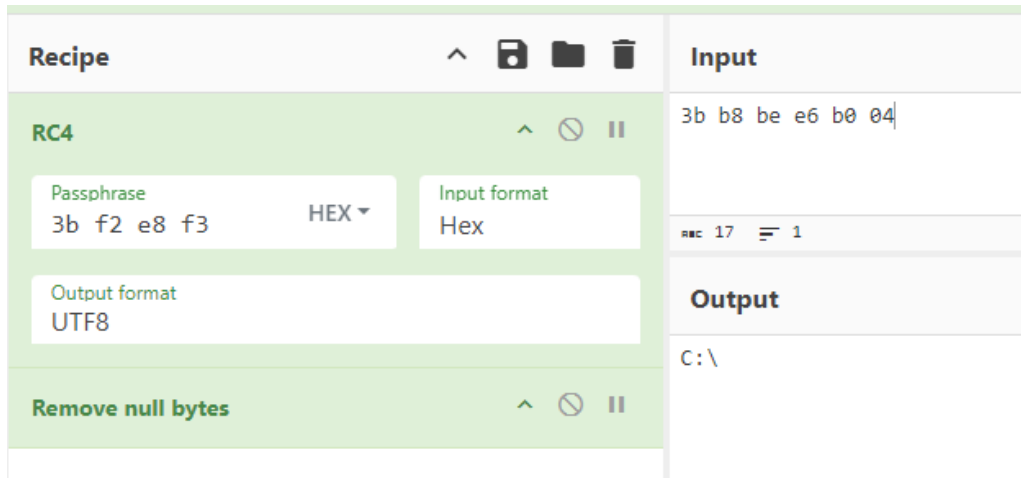 Recipe
RC4
Passphrase
3b f2 e8 f3
HEX
Input format
Hex
Output format
UTF8
Remove null bytes
Input
3b b8 be e6 b0 04
ABC 17 1
Output
C:\